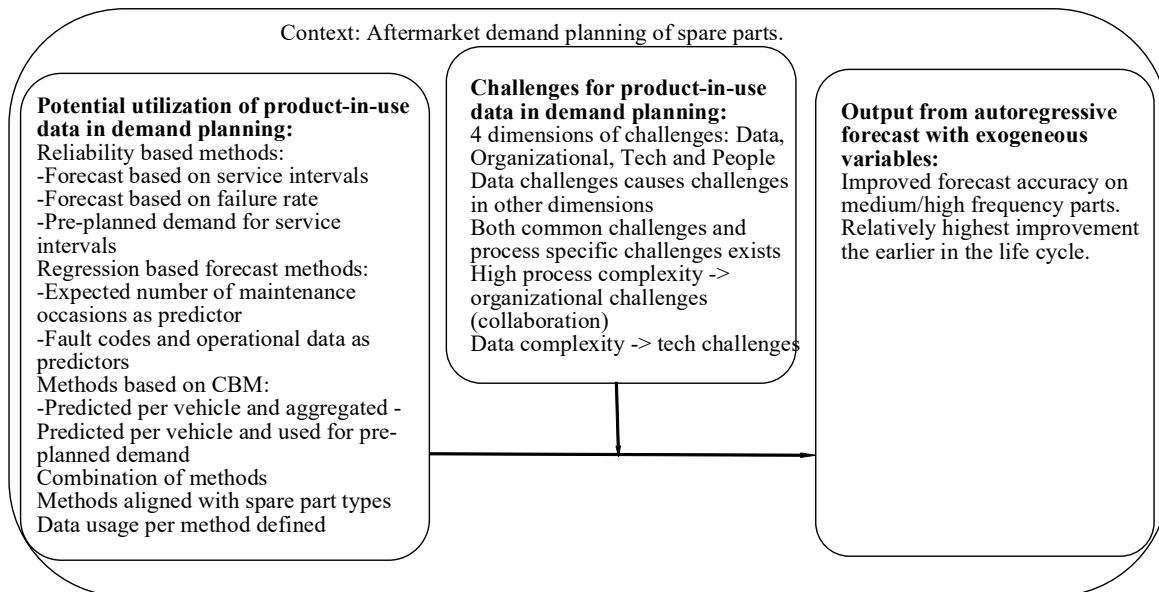 Context: Aftermarket demand planning of spare parts.
Potential utilization of product-in-use
data in demand planning:
Reliability based methods:
-Forecast based on service intervals
-Forecast based on failure rate
-Pre-planned demand for service
intervals
Regression based forecast methods:
-Expected number of maintenance
occasions as predictor
-Fault codes and operational data as
predictors
Methods based on CBM:
-Predicted per vehicle and aggregated -
Predicted per vehicle and used for pre-
planned demand
Combination of methods
Methods aligned with spare part types
Data usage per method defined
Challenges for product-in-use
data in demand planning:
4 dimensions of challenges: Data,
Organizational, Tech and People
Data challenges causes challenges
in other dimensions
Both common challenges and
process specific challenges exists
High process complexity ->
organizational challenges
(collaboration)
Data complexity -> tech challenges
Output from autoregressive
forecast with exogeneous
variables:
Improved forecast accuracy on
medium/high frequency parts.
Relatively highest improvement
the earlier in the life cycle.